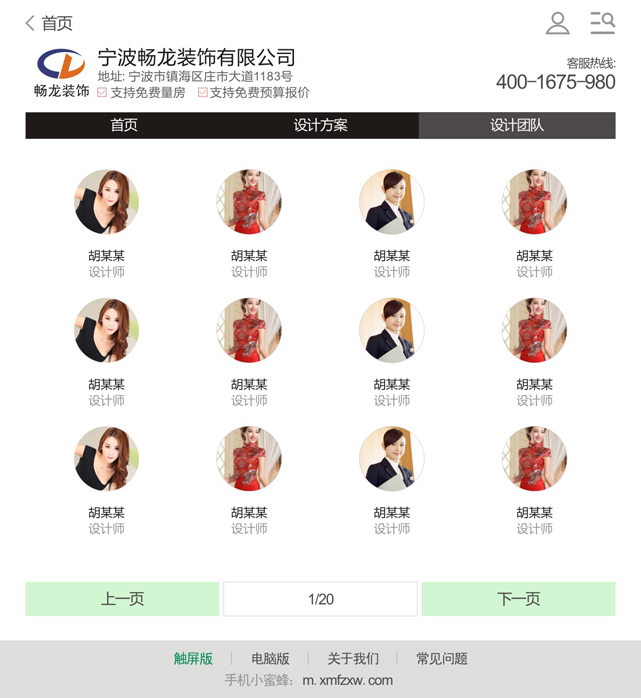 首页
宁波畅龙装饰有限公司
地址: 宁波市镇海区庄市大道1183号
支持免费量房 支持免费预算报价
畅龙装饰
客服热线:
400-1675-980
首页 设计方案 设计团队
胡某某 胡某某 胡某某 胡某某
设计师 设计师 设计师 设计师
胡某某 胡某某 胡某某 胡某某
设计师 设计师 设计师 设计师
胡某某 胡某某 胡某某 胡某某
设计师 设计师 设计师 设计师
上一页 1/20 下一页
触屏版 电脑版 关于我们 常见问题
手机小蜜蜂: m. xmfzxw. com